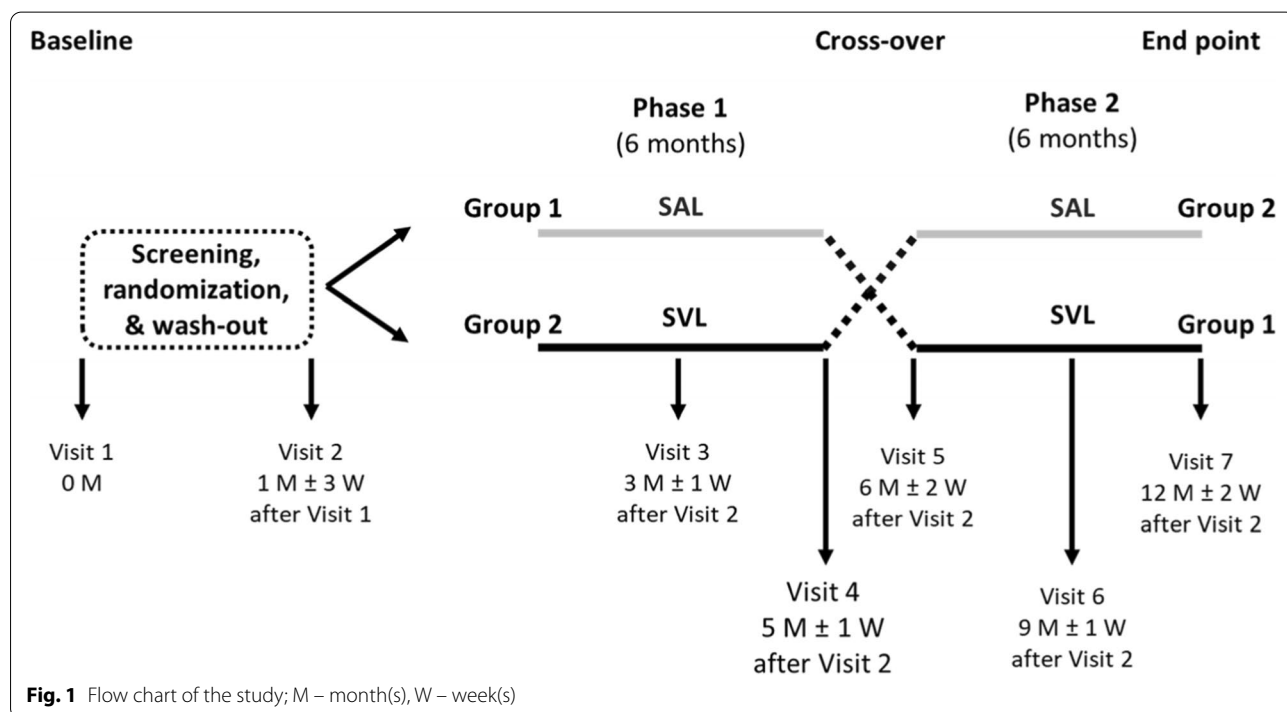 Baseline
Cross-over
End point
Phase 1
(6 months)
Phase 2
(6 months)
Screening,
randomization,
& wash-out
Group 1
SAL
SAL
Group 2
Group 2
SVL
SVL
Group 1
Visit 1
0 M
Visit 2
1 M ± 3 W
after Visit 1
Visit 3
3 M ± 1 W
after Visit 2
Visit 4
5 M ± 1 W
after Visit 2
Visit 5
6 M ± 2 W
after Visit 2
Visit 6
9 M ± 1 W
after Visit 2
Visit 7
12 M ± 2 W
after Visit 2
Fig. 1 Flow chart of the study; M – month(s), W – week(s)